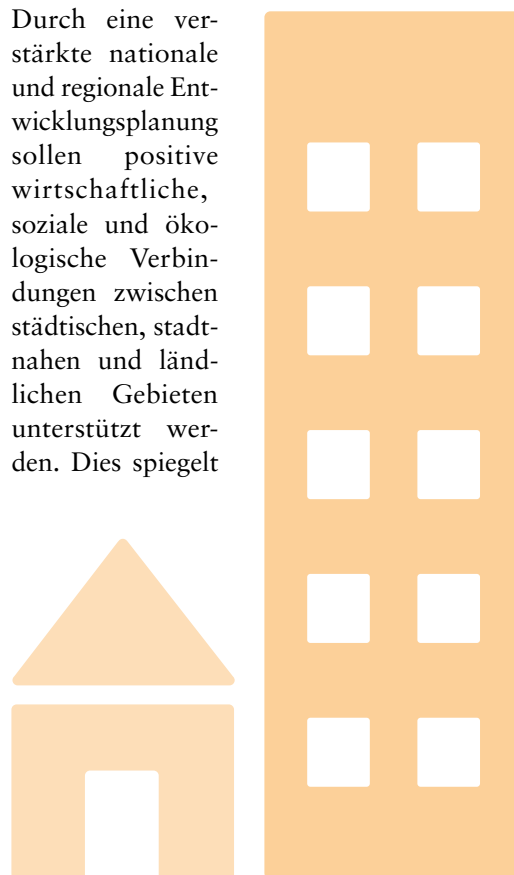 Durch eine ver-
stärkte nationale
und regionale Ent-
wicklungsplanung
sollen positive
wirtschaftliche,
soziale und öko-
logische Verbin-
dungen zwischen
städtischen, stadt-
nahen und länd-
lichen Gebieten
unterstützt wer-
den. Dies spiegelt